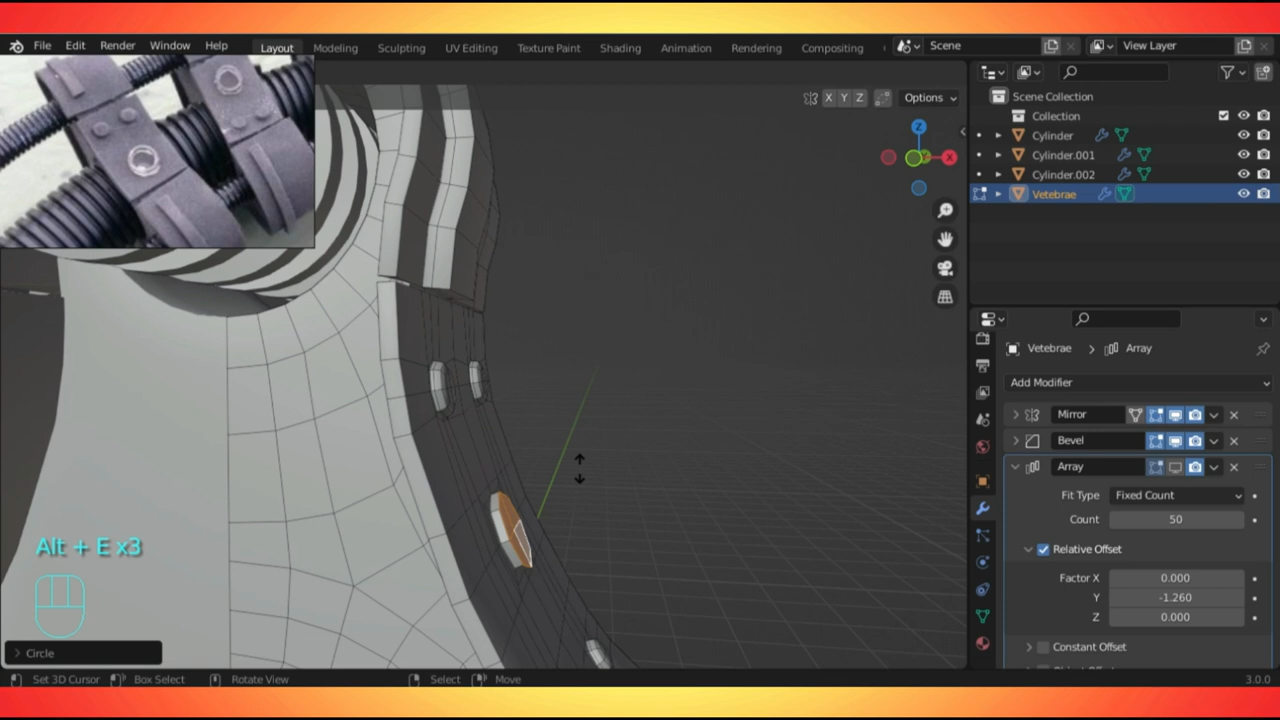 File Edit Render Window Help Layout Modeling Sculpting UV Editing Texture Paint Shading Animation Rendering Compositing Scene View Layer
X Y Z Options
Scene Collection
Collection
Cylinder
Cylinder.001
Cylinder.002
Vetebrae
Z
X
Vetebrae > Array
Add Modifier
Mirror
Bevel
Array
Fit Type Fixed Count
Count 50
Relative Offset
Factor X 0.000
Y -1.260
Z 0.000
Constant Offset
Alt + E x3
> Circle
Set 3D Cursor Box Select Rotate View Select Move 3.0.0